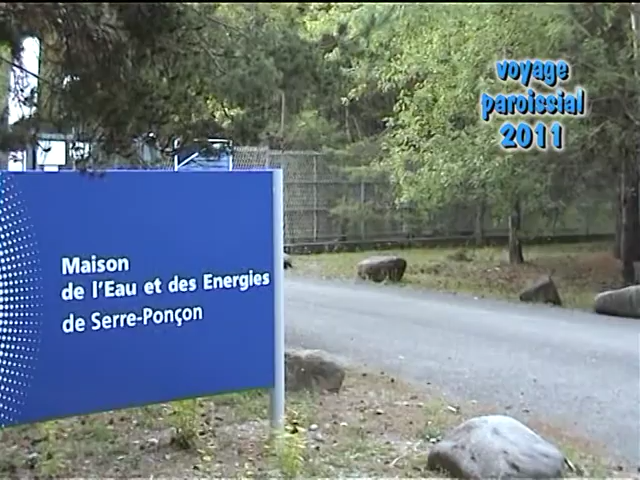 voyage
paroissial
2011
Maison
de l'Eau et des Energies
de Serre-Ponçon